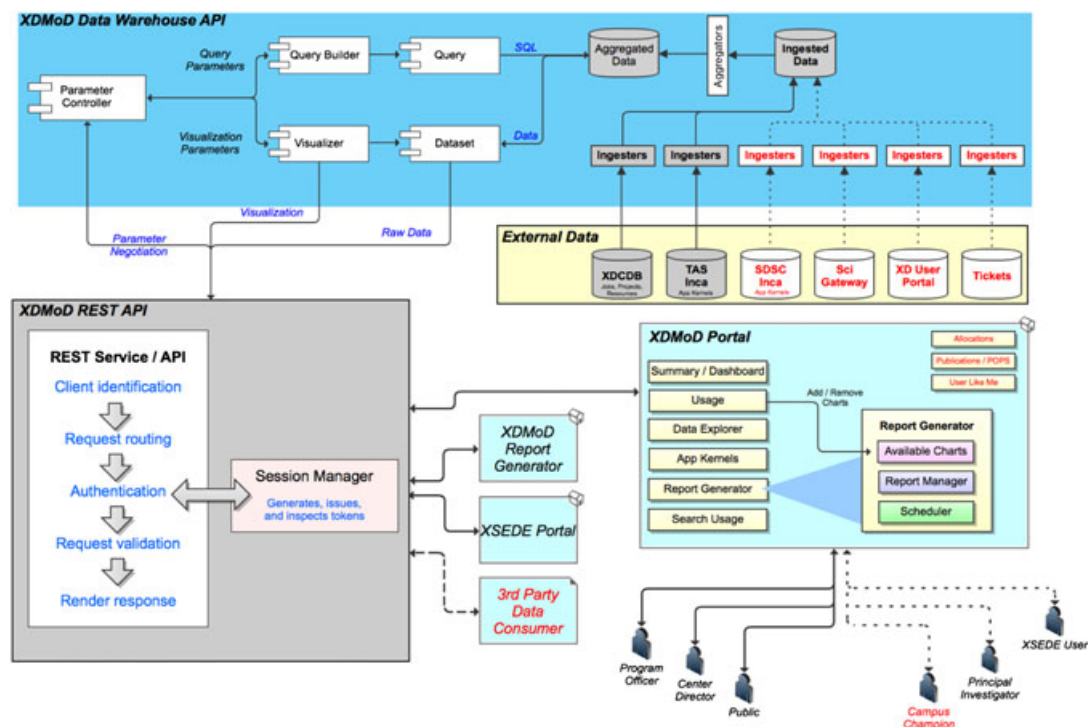 XDMoD Data Warehouse API
Query
Parameters
Query Builder
Query
SQL
Aggregated
Data
Aggregators
Ingested
Data
Parameter
Controller
Visualization
Parameters
Visualizer
Dataset
Data
Ingesters
Ingesters
Ingesters
Ingesters
Ingesters
Ingesters
Visualization
Parameter
Negotiation
Raw Data
External Data
XDCDB
Jobs, Projects,
Resources
TAS
Inca
App Kernels
SDSC
Inca
App Kernels
Sci
Gateway
XD User
Portal
Tickets
XDMoD REST API
REST Service / API
Client identification
Request routing
Authentication
Request validation
Render response
Session Manager
Generates, issues,
and inspects tokens
XDMoD
Report
Generator
XSEDE Portal
3rd Party
Data
Consumer
XDMoD Portal
Allocations
Publications / POPS
User Like Me
Summary / Dashboard
Usage
Data Explorer
App Kernels
Report Generator
Search Usage
Add / Remove
Charts
Report Generator
Available Charts
Report Manager
Scheduler
Program
Officer
Center
Director
Public
Campus
Champion
Principal
Investigator
XSEDE User